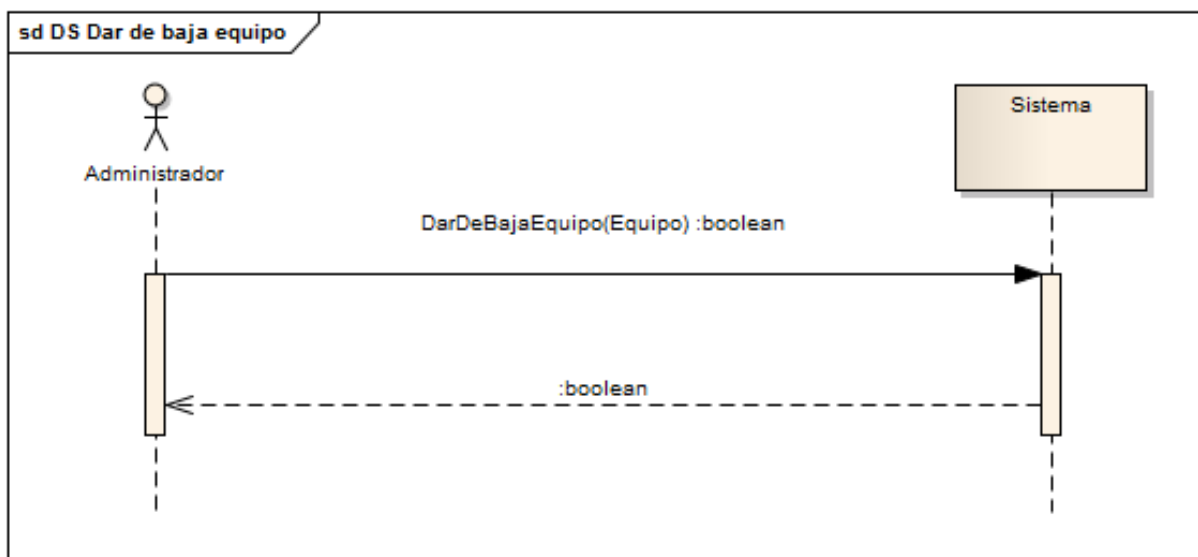 sd DS Dar de baja equipo
Sistema
Administrador
DarDeBajaEquipo(Equipo) :boolean
:boolean